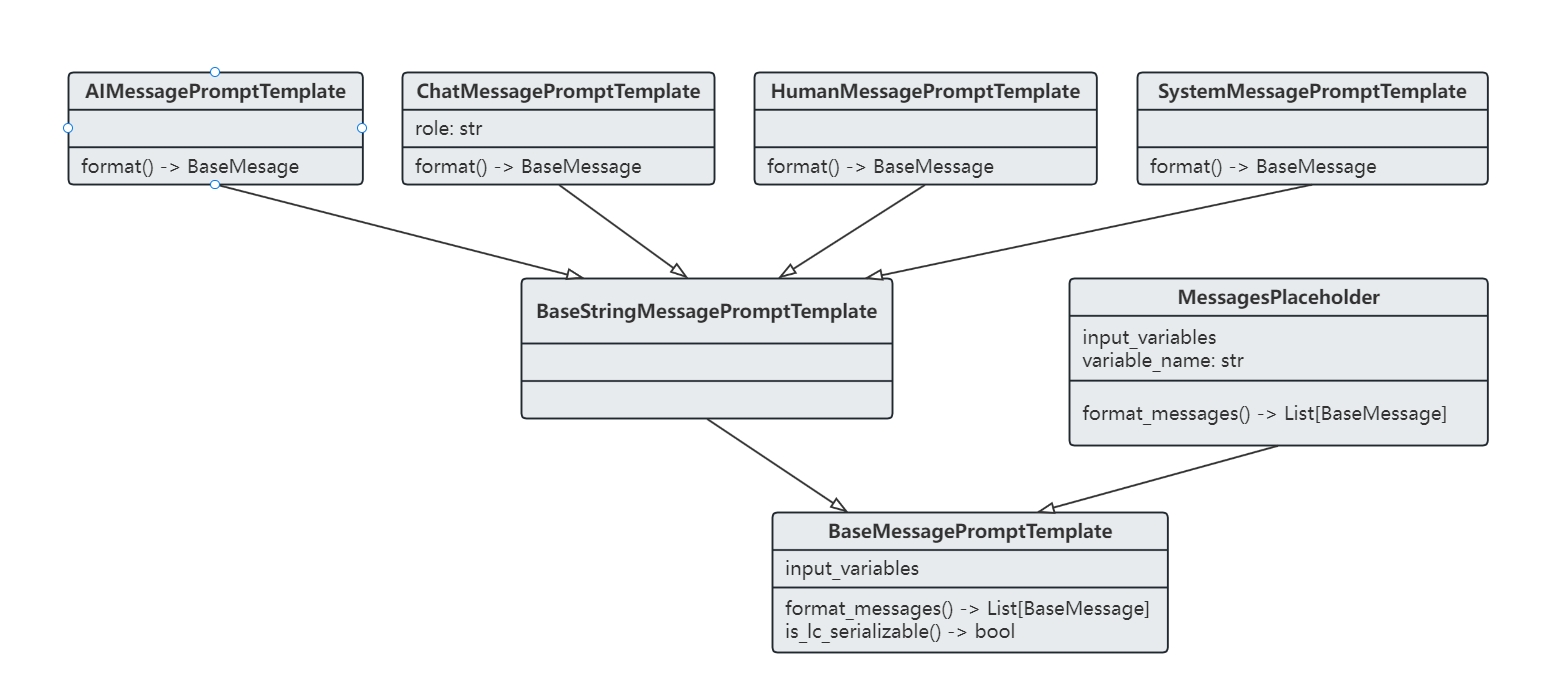 AIMessagePromptTemplate
format() -> BaseMesage
ChatMessagePromptTemplate
role: str
format() -> BaseMessage
HumanMessagePromptTemplate
format() -> BaseMessage
SystemMessagePromptTemplate
format() -> BaseMessage
BaseStringMessagePromptTemplate
MessagesPlaceholder
input_variables
variable_name: str
format_messages() -> List[BaseMessage]
BaseMessagePromptTemplate
input_variables
format_messages() -> List[BaseMessage]
is_lc_serializable() -> bool